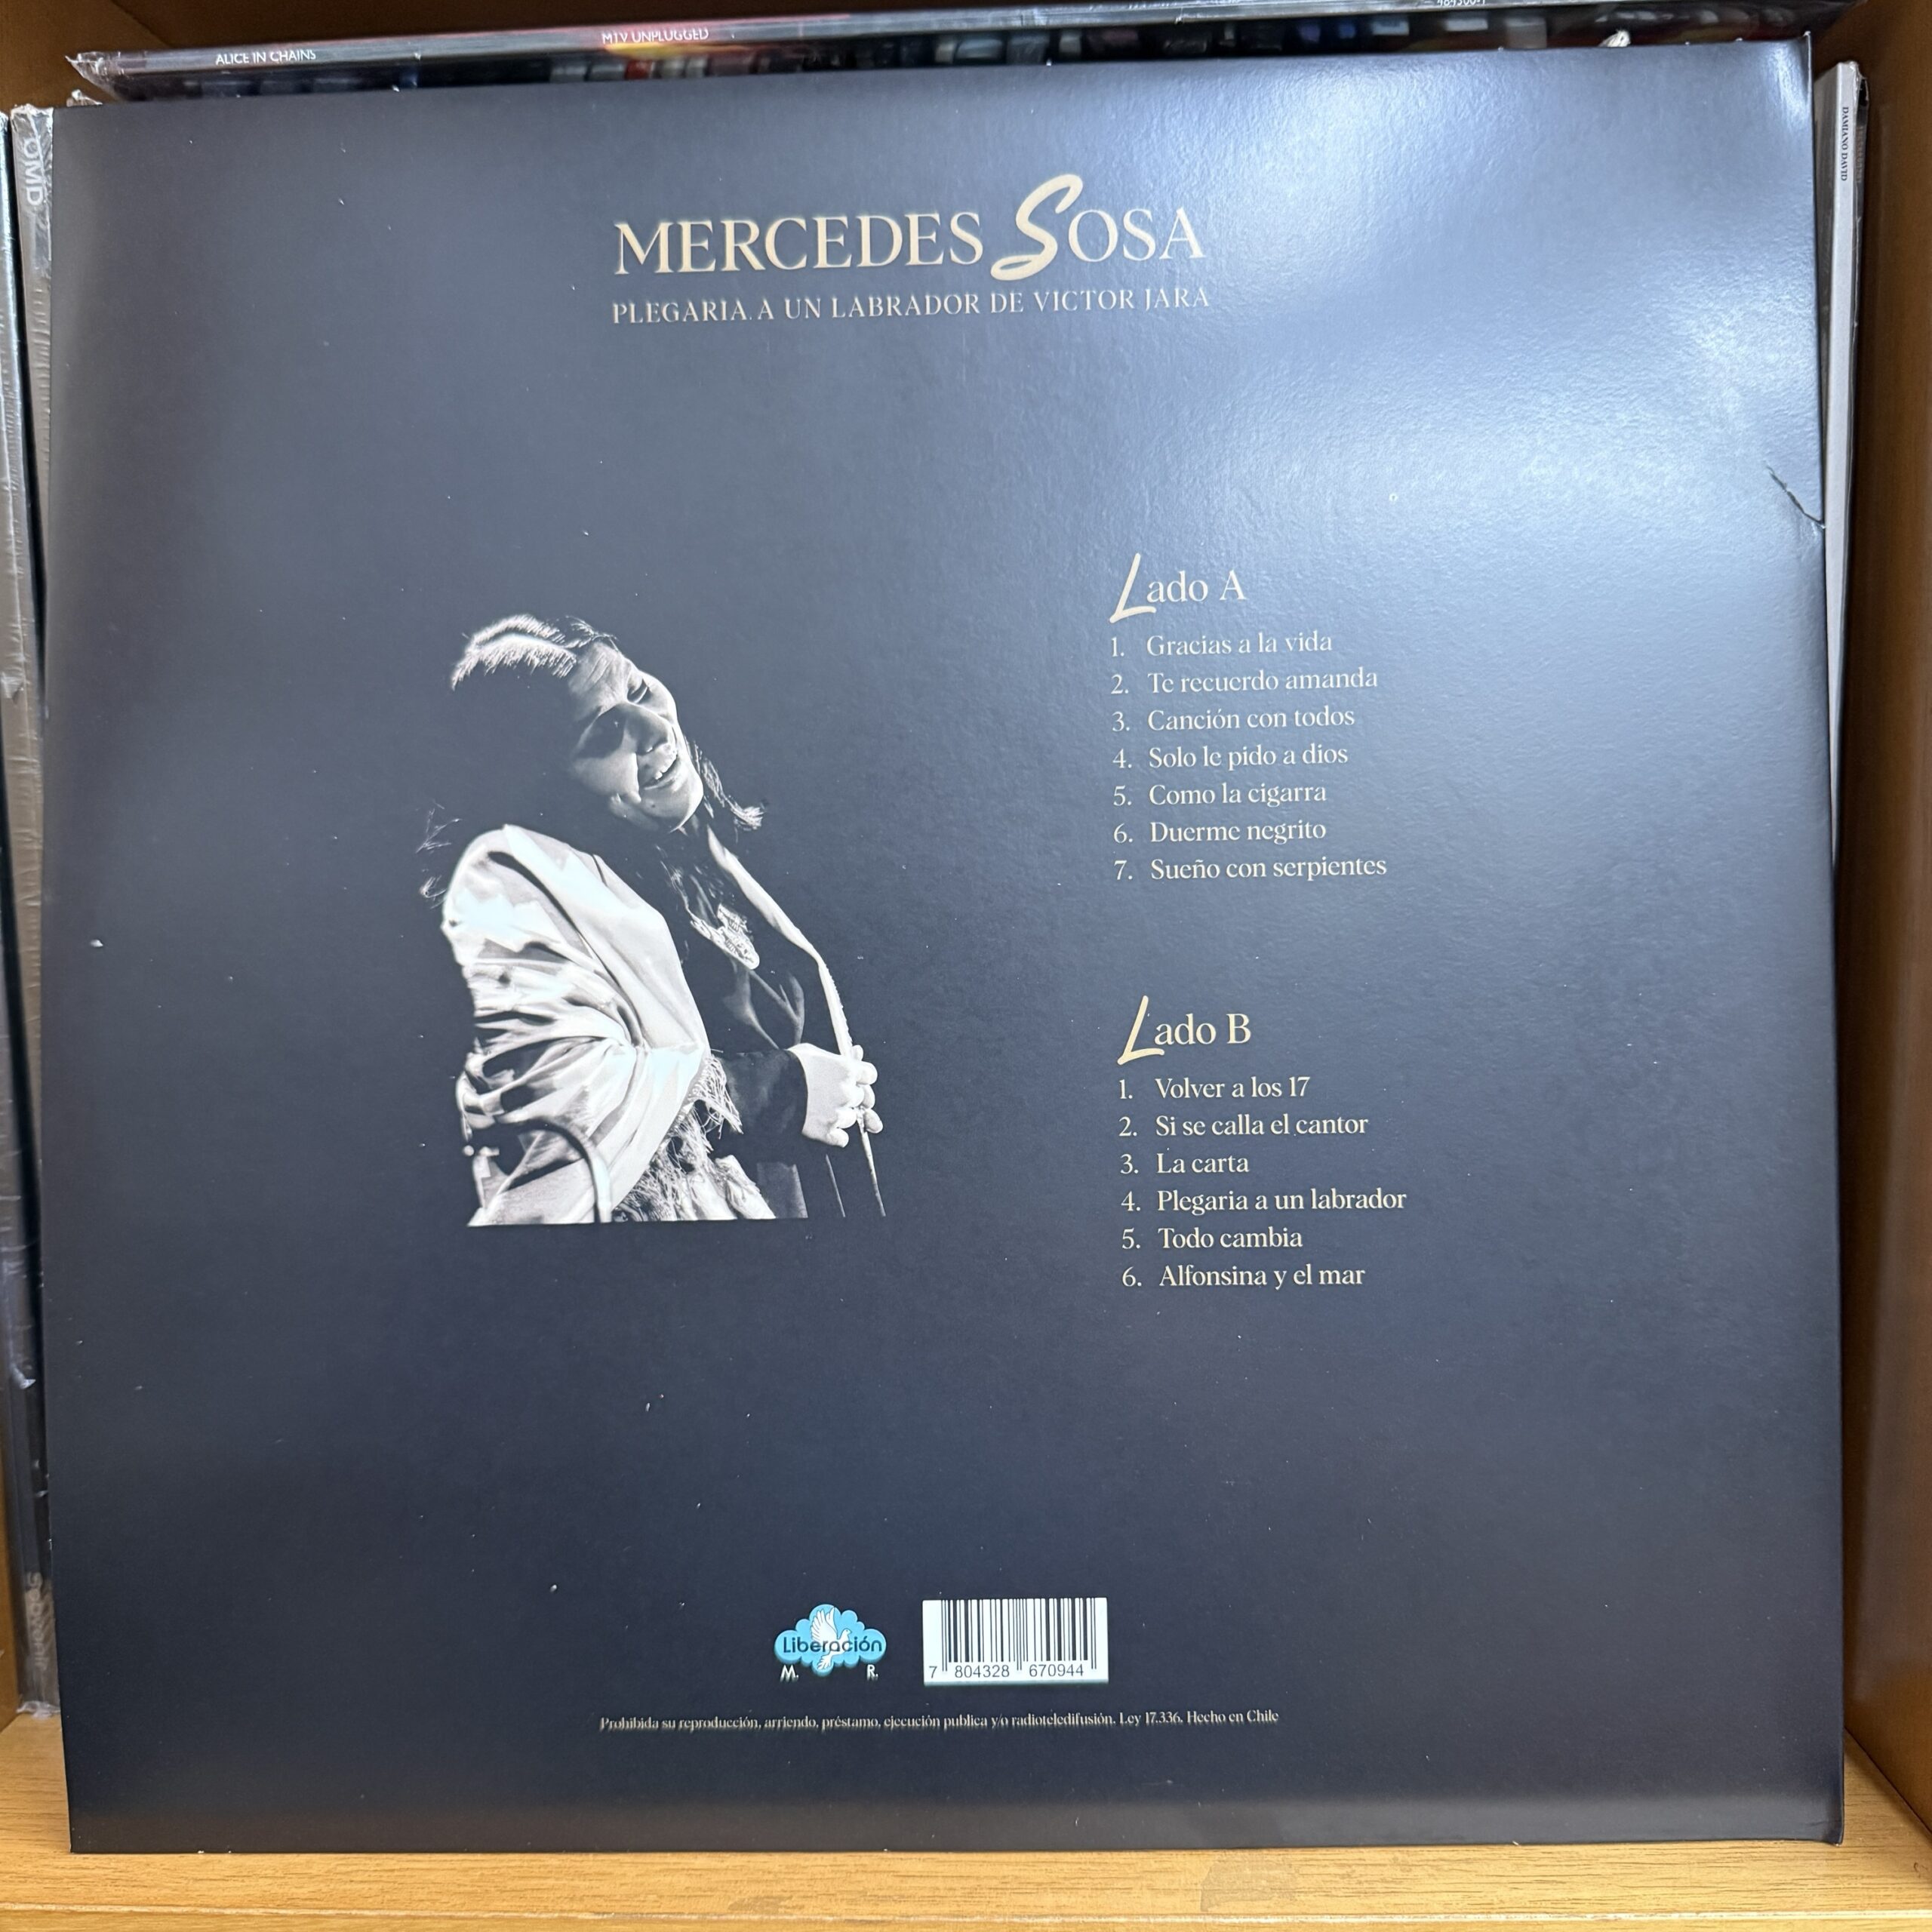 ALICE IN CHAINS
MTV UNPLUGGED
OMD
DAMIANO DAVID
MERCEDES SOSA
PLEGARIA A UN LABRADOR DE VICTOR JARA
Lado A
1. Gracias a la vida
2. Te recuerdo amanda
3. Canción con todos
4. Solo le pido a dios
5. Como la cigarra
6. Duerme negrito
7. Sueño con serpientes
Lado B
1. Volver a los 17
2. Si se calla el cantor
3. La carta
4. Plegaria a un labrador
5. Todo cambia
6. Alfonsina y el mar
Liberación
M. R.
7 804328 670944
Prohibida su reproducción, arriendo, préstamo, ejecución publica y/o radioteledifusión. Ley 17.336. Hecho en Chile